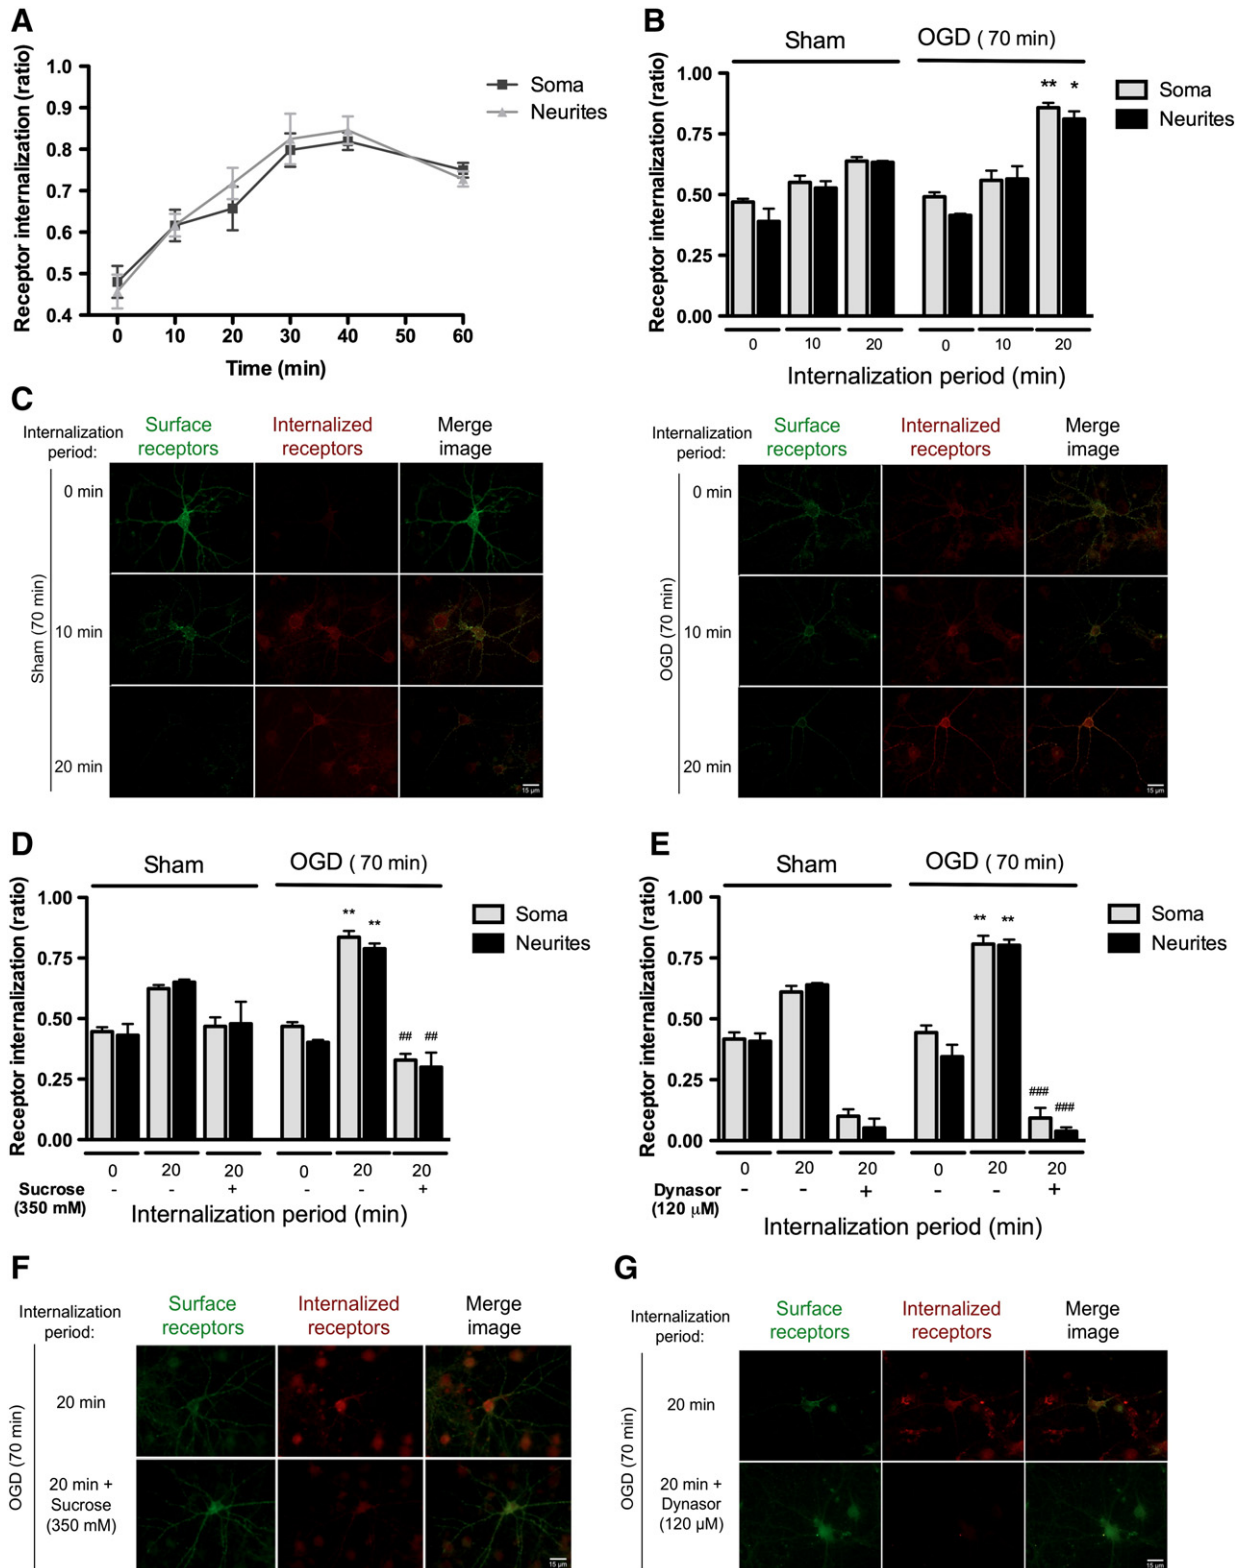 A
Receptor internalization (ratio)
1.0
0.9
0.8
0.7
0.6
0.5
0.4
0 10 20 30 40 50 60
Time (min)
Soma
Neurites
B
Sham OGD ( 70 min)
Receptor internalization (ratio)
1.00
0.75
0.50
0.25
0.00
** *
Soma
Neurites
0 10 20 0 10 20
Internalization period (min)
C
Internalization period:
Surface receptors
Internalized receptors
Merge image
Sham (70 min)
0 min
10 min
20 min
15 µm
Internalization period:
Surface receptors
Internalized receptors
Merge image
OGD (70 min)
0 min
10 min
20 min
15 µm
D
Sham OGD ( 70 min)
Receptor internalization (ratio)
1.00
0.75
0.50
0.25
0.00
** **
## ##
Soma
Neurites
0 20 20 0 20 20
Sucrose (350 mM) - - + - - +
Internalization period (min)
E
Sham OGD ( 70 min)
Receptor internalization (ratio)
1.00
0.75
0.50
0.25
0.00
** **
### ###
Soma
Neurites
0 20 20 0 20 20
Dynasor (120 µM) - - + - - +
Internalization period (min)
F
Internalization period:
Surface receptors
Internalized receptors
Merge image
OGD (70 min)
20 min
20 min + Sucrose (350 mM)
15 µm
G
Internalization period:
Surface receptors
Internalized receptors
Merge image
OGD (70 min)
20 min
20 min + Dynasor (120 µM)
15 µm